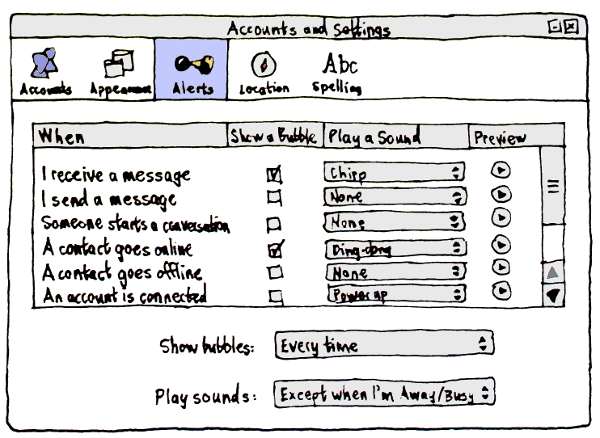 Accounts and Settings
Accounts Appearance Alerts Location Abc Spelling
When Show a Bubble Play a Sound Preview
I receive a message Chirp
I send a message None
Someone starts a conversation None
A contact goes online Ding-dong
A contact goes offline None
An account is connected Power up
Show bubbles: Every time
Play sounds: Except when I'm Away/Busy